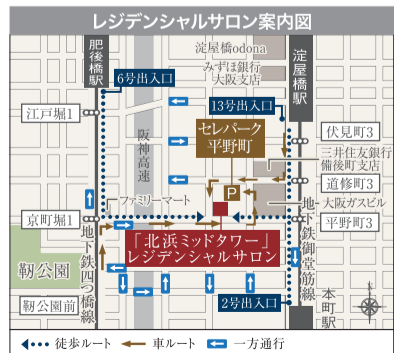 レジデンシャルサロン案内図
肥後橋駅
淀屋橋odona
みずほ銀行
大阪支店
淀屋橋駅
6号出入口
13号出入口
江戸堀1
阪神高速
セレパーク
平野町
伏見町3
三井住友銀行
備後町支店
道修町3
P
大阪ガスビル
ファミリーマート
京町堀1
平野町3
「北浜ミッドタワー」
レジデンシャルサロン
地下鉄四つ橋線
地下鉄御堂筋線
靭公園
靭公園前
2号出入口
本町駅
徒歩ルート
車ルート
一方通行